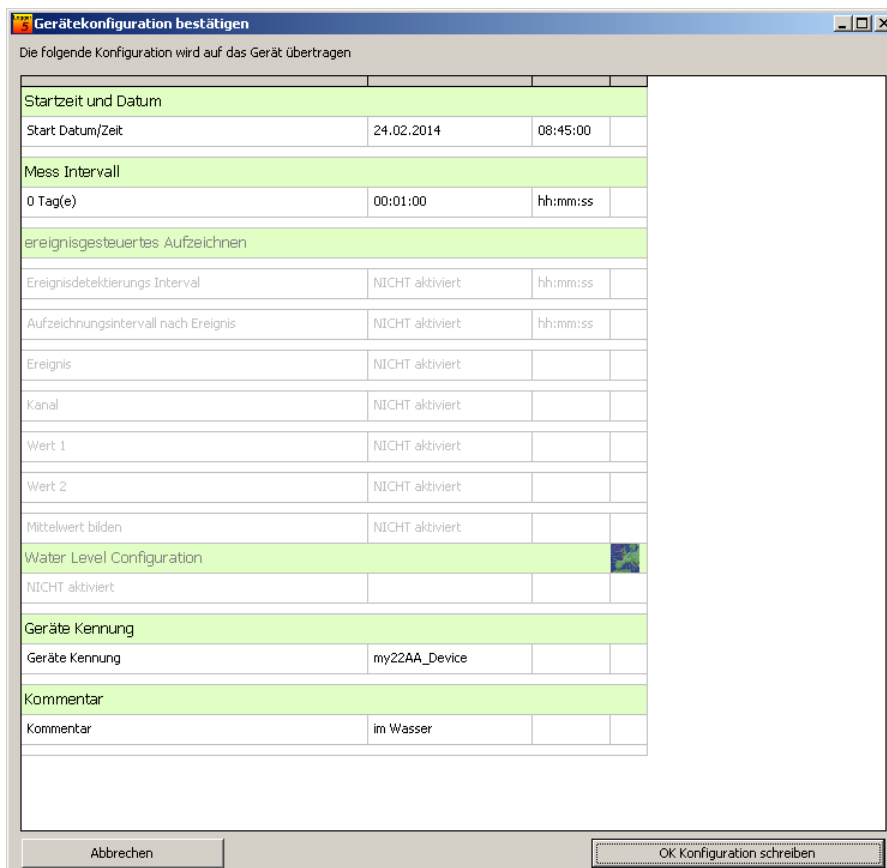 Logger 5 Gerätekonfiguration bestätigen
Die folgende Konfiguration wird auf das Gerät übertragen
Startzeit und Datum
Start Datum/Zeit 24.02.2014 08:45:00
Mess Intervall
0 Tag(e) 00:01:00 hh:mm:ss
ereignisgesteuertes Aufzeichnen
Ereignisdetektierungs Interval NICHT aktiviert hh:mm:ss
Aufzeichnungsintervall nach Ereignis NICHT aktiviert hh:mm:ss
Ereignis NICHT aktiviert
Kanal NICHT aktiviert
Wert 1 NICHT aktiviert
Wert 2 NICHT aktiviert
Mittelwert bilden NICHT aktiviert
Water Level Configuration
NICHT aktiviert
Geräte Kennung
Geräte Kennung my22AA_Device
Kommentar
Kommentar im Wasser
Abbrechen OK Konfiguration schreiben